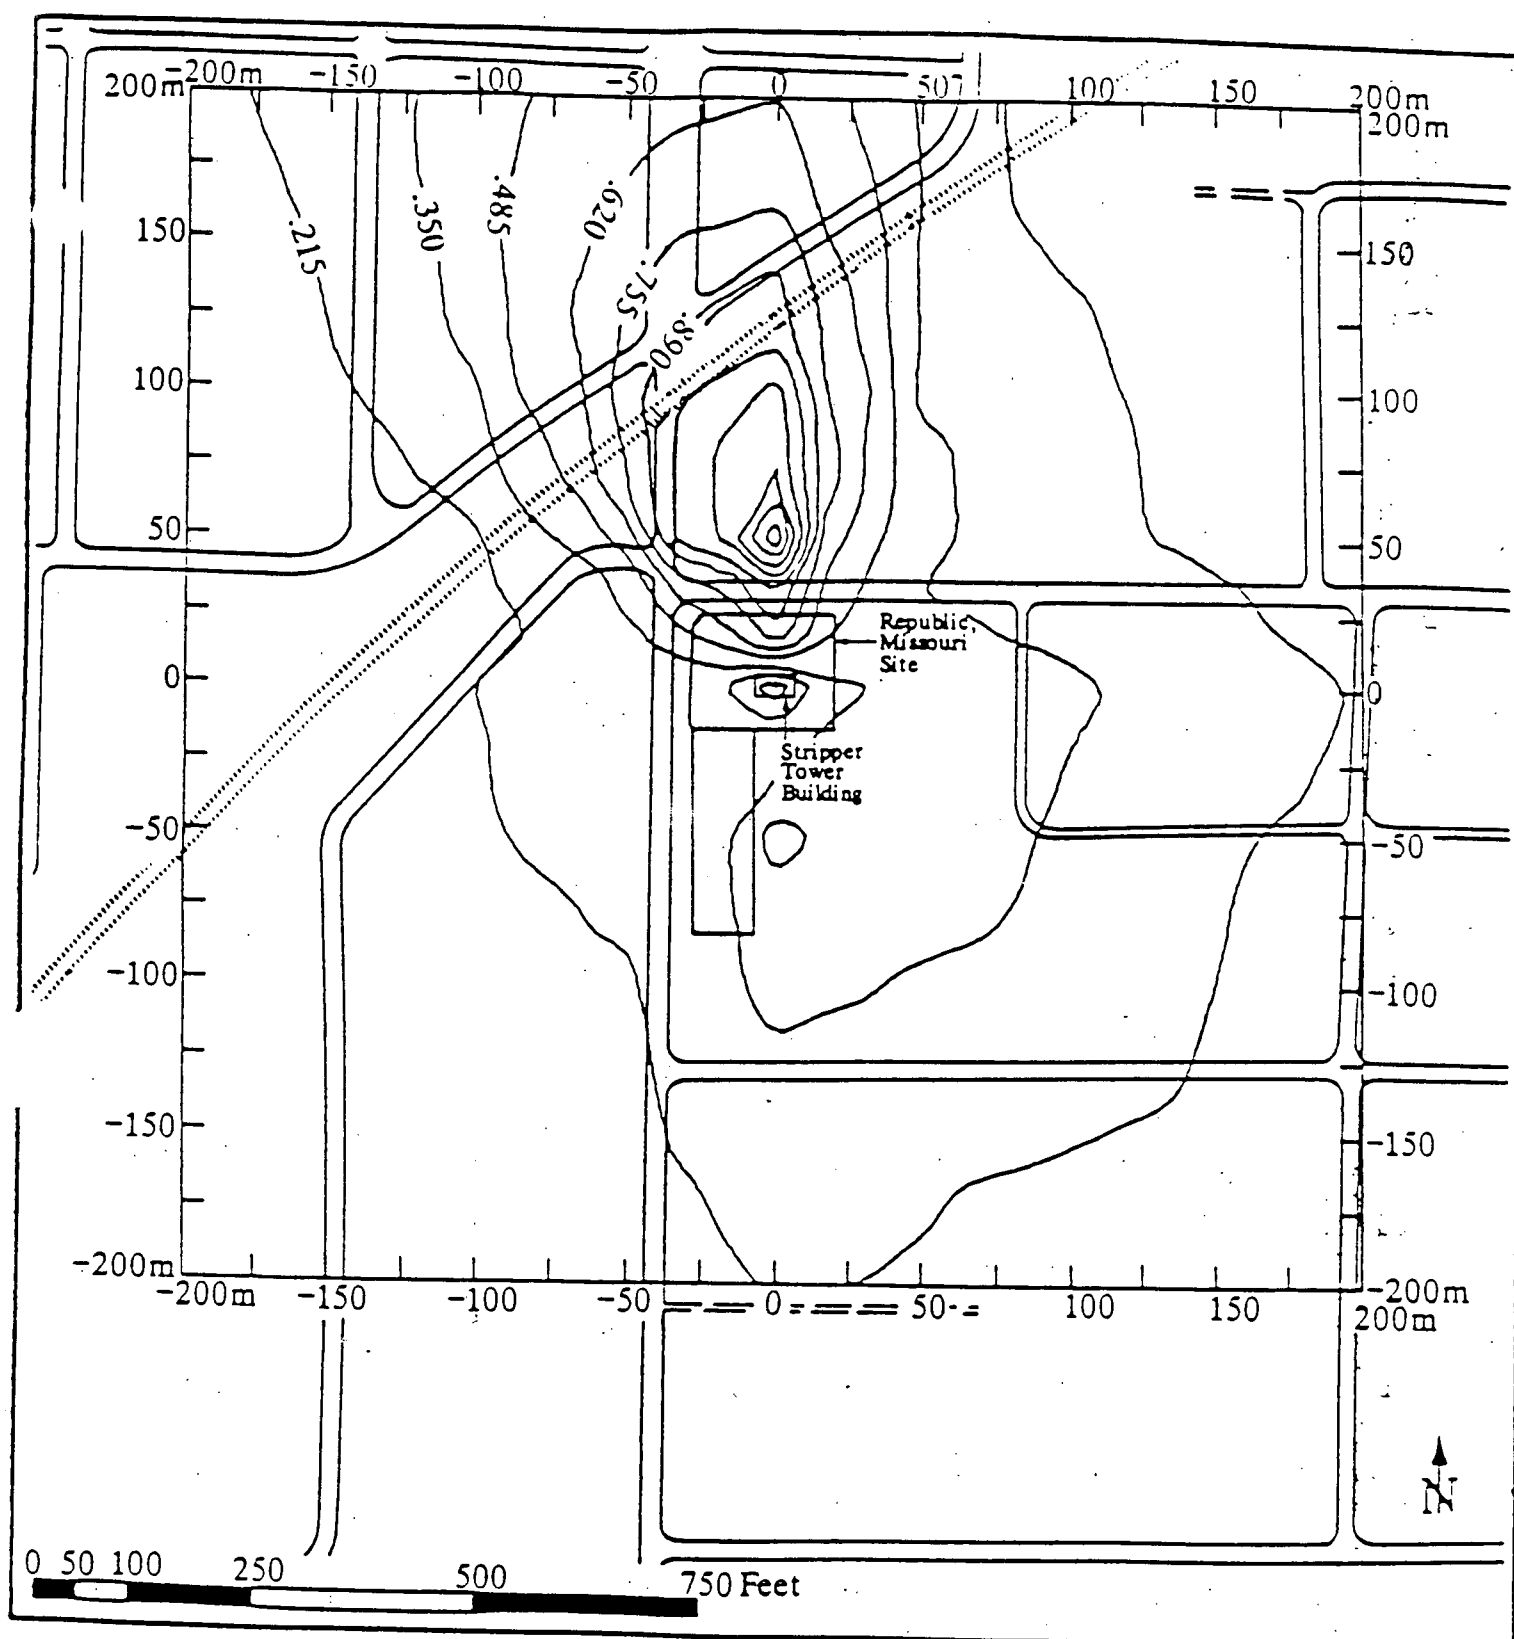 -200m -150 -100 -50 0 50 100 150 200m
200m 200m
.215 .350 .485 .620 .755 .890
150 150
100 100
50 50
Republic,
Missouri
Site
0 0
Stripper
Tower
Building
-50 -50
-100 -100
-150 -150
-200m -200m
-200m -150 -100 -50 0 50 100 150 200m
N
0 50 100 250 500 750 Feet